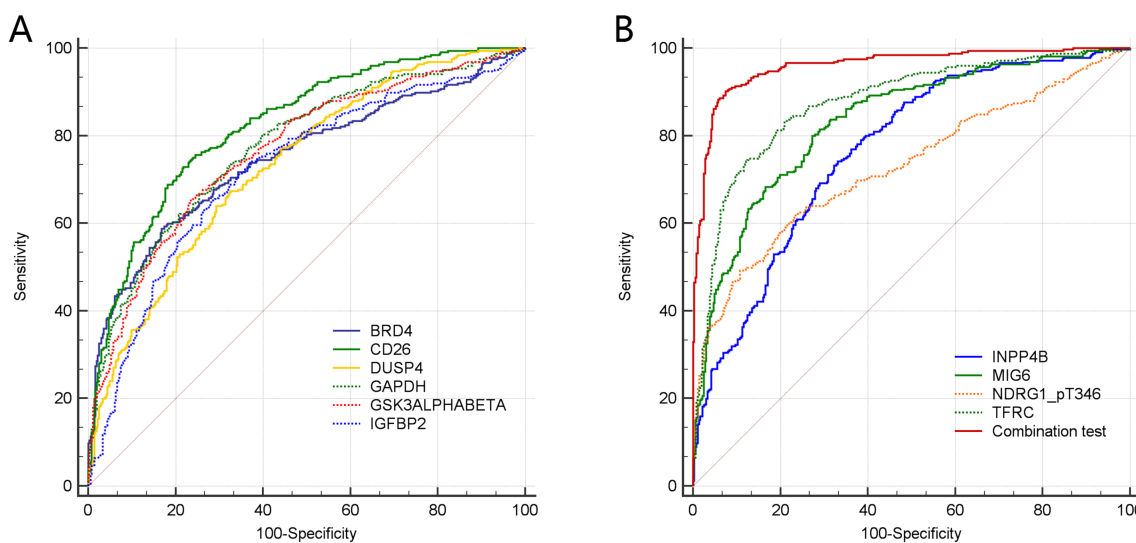 A
100
80
60
40
20
0
Sensitivity
0 20 40 60 80 100
100-Specificity
BRD4
CD26
DUSP4
GAPDH
GSK3ALPHABETA
IGFBP2
B
100
80
60
40
20
0
Sensitivity
0 20 40 60 80 100
100-Specificity
INPP4B
MIG6
NDRG1_pT346
TFRC
Combination test